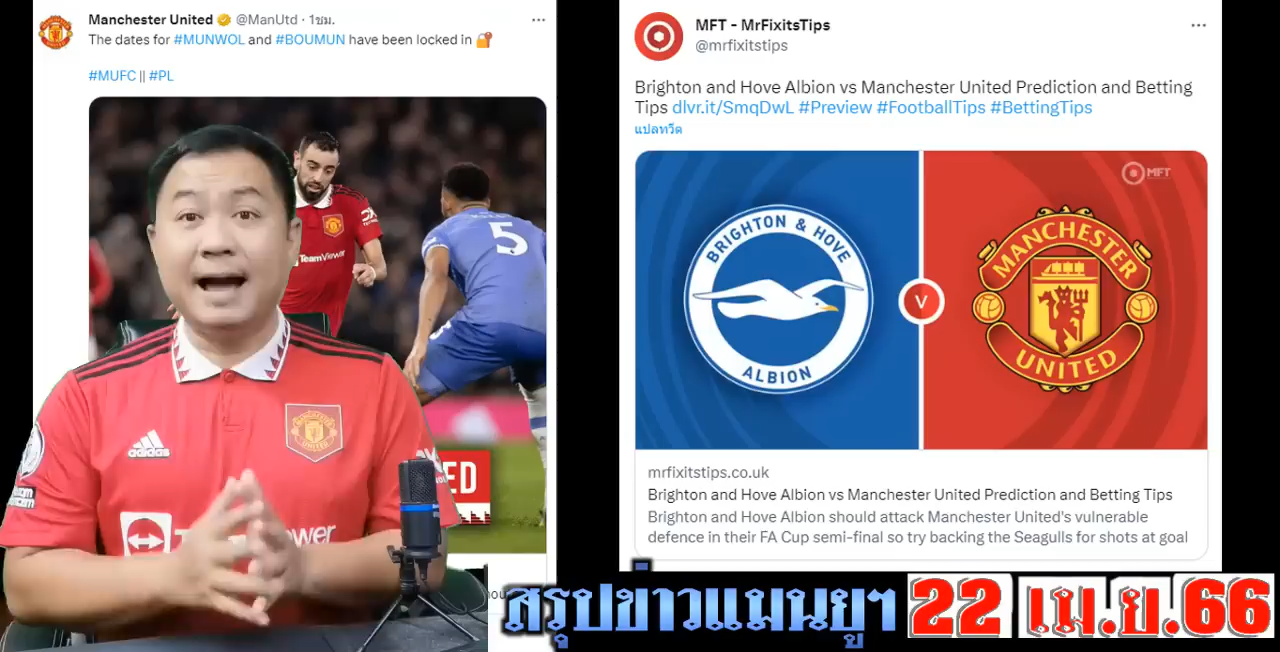 Manchester United @ManUtd · 1ชม.
The dates for #MUNWOL and #BOUMUN have been locked in
#MUFC || #PL
5
TeamViewer
adidas
ED
MFT - MrFixitsTips
@mrfixitstips
Brighton and Hove Albion vs Manchester United Prediction and Betting
Tips dlvr.it/SmqDwL #Preview #FootballTips #BettingTips
แปลทวีต
MFT
BRIGHTON & HOVE
ALBION
V
MANCHESTER
UNITED
mrfixitstips.co.uk
Brighton and Hove Albion vs Manchester United Prediction and Betting Tips
Brighton and Hove Albion should attack Manchester United's vulnerable
defence in their FA Cup semi-final so try backing the Seagulls for shots at goal
สรุปข่าวแมนยูฯ 22 เม.ย.66